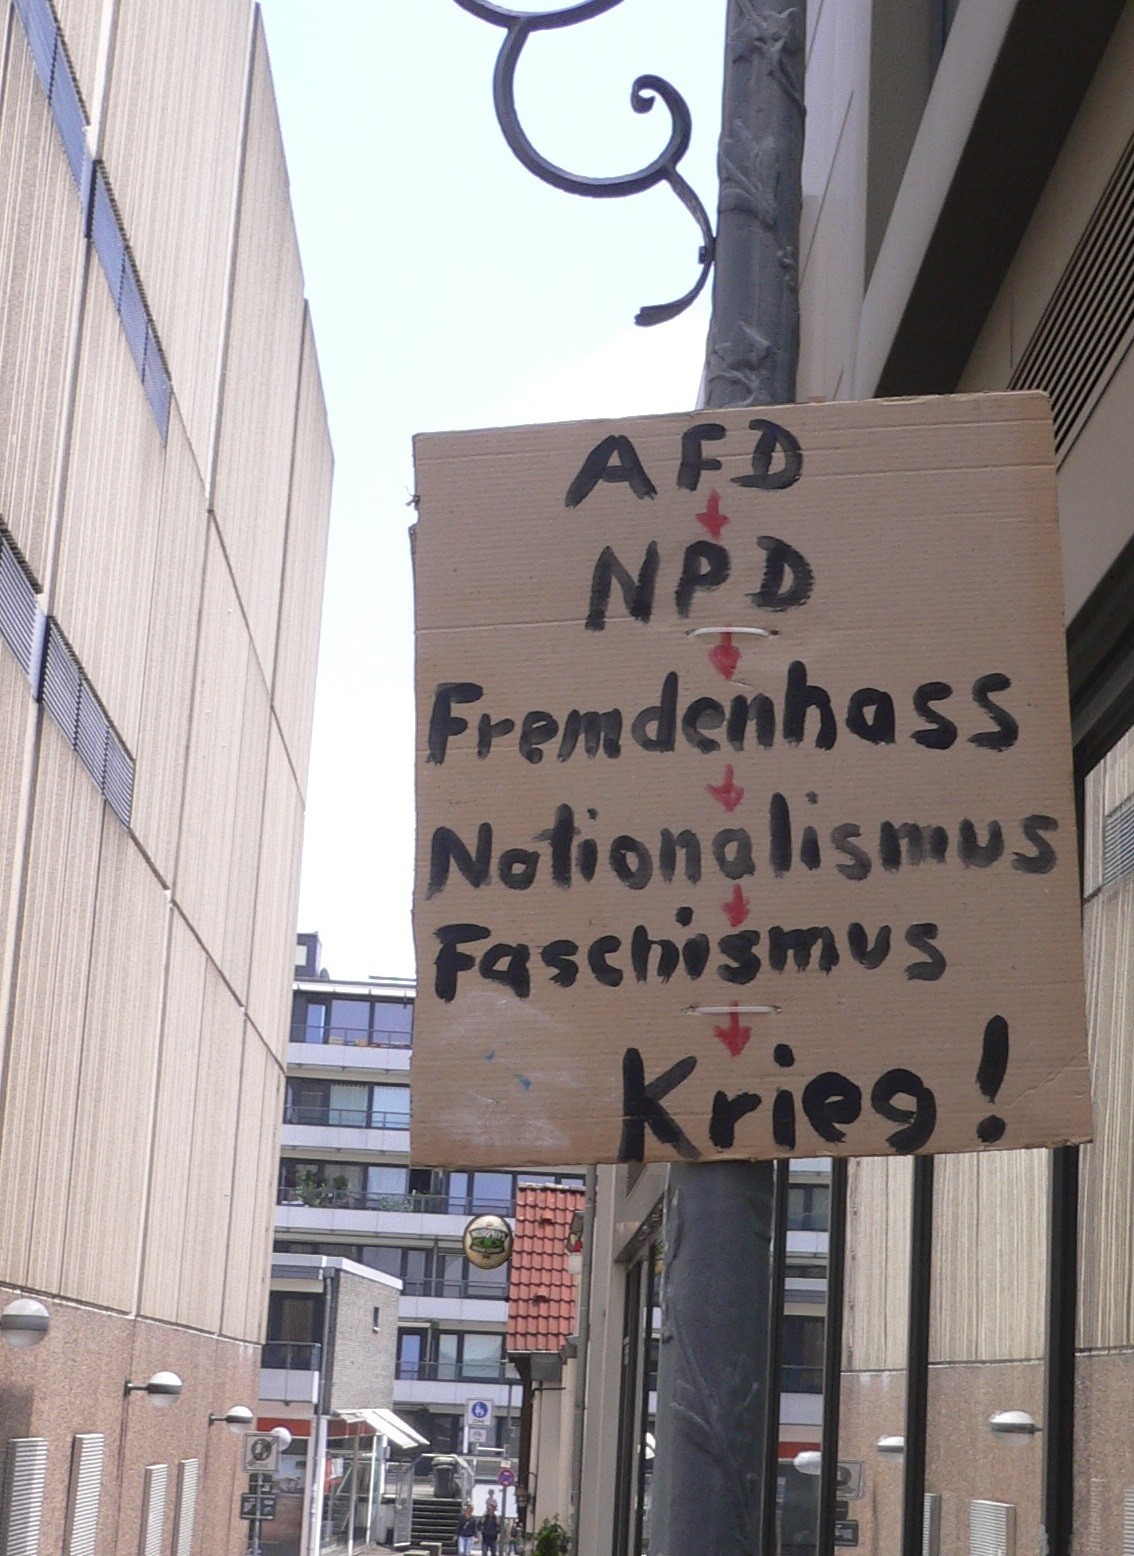 AFD
NPD
Fremdenhass
Nationalismus
Faschismus
Krieg!